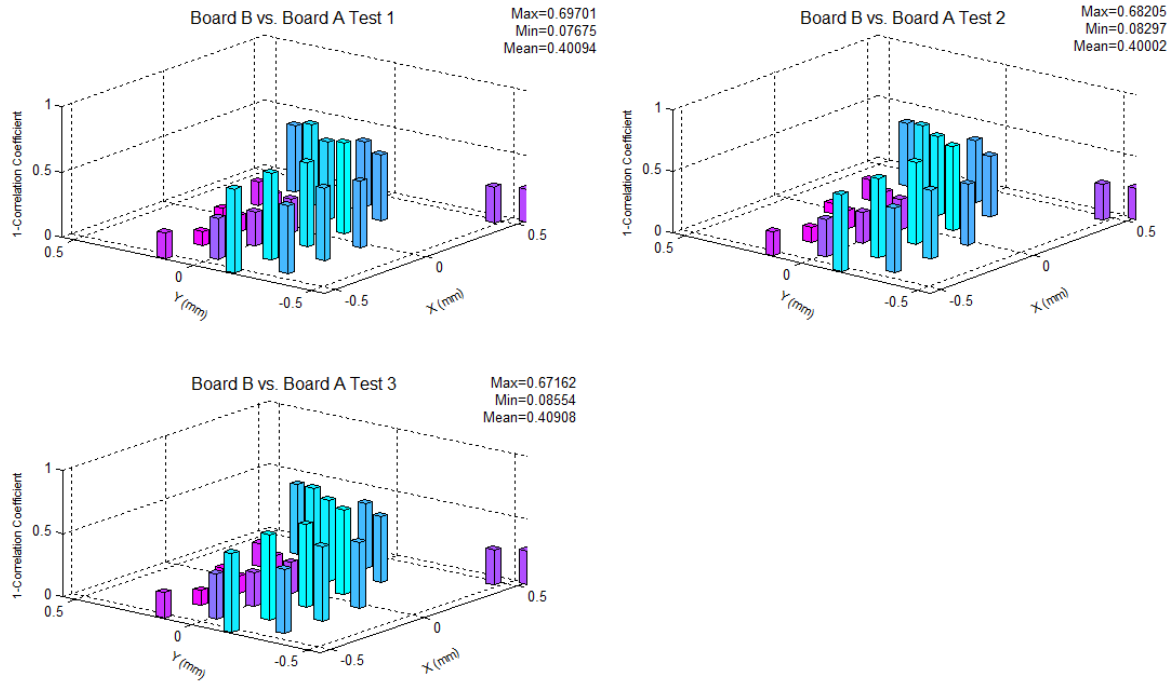 Board B vs. Board A Test 1
Max=0.69701
Min=0.07675
Mean=0.40094
1-Correlation Coefficient
1
0.5
0
0.5
0
-0.5
Y (mm)
-0.5
0
0.5
X (mm)
Board B vs. Board A Test 2
Max=0.68205
Min=0.08297
Mean=0.40002
1-Correlation Coefficient
1
0.5
0
0.5
0
-0.5
Y (mm)
-0.5
0
0.5
X (mm)
Board B vs. Board A Test 3
Max=0.67162
Min=0.08554
Mean=0.40908
1-Correlation Coefficient
1
0.5
0
0.5
0
-0.5
Y (mm)
-0.5
0
0.5
X (mm)